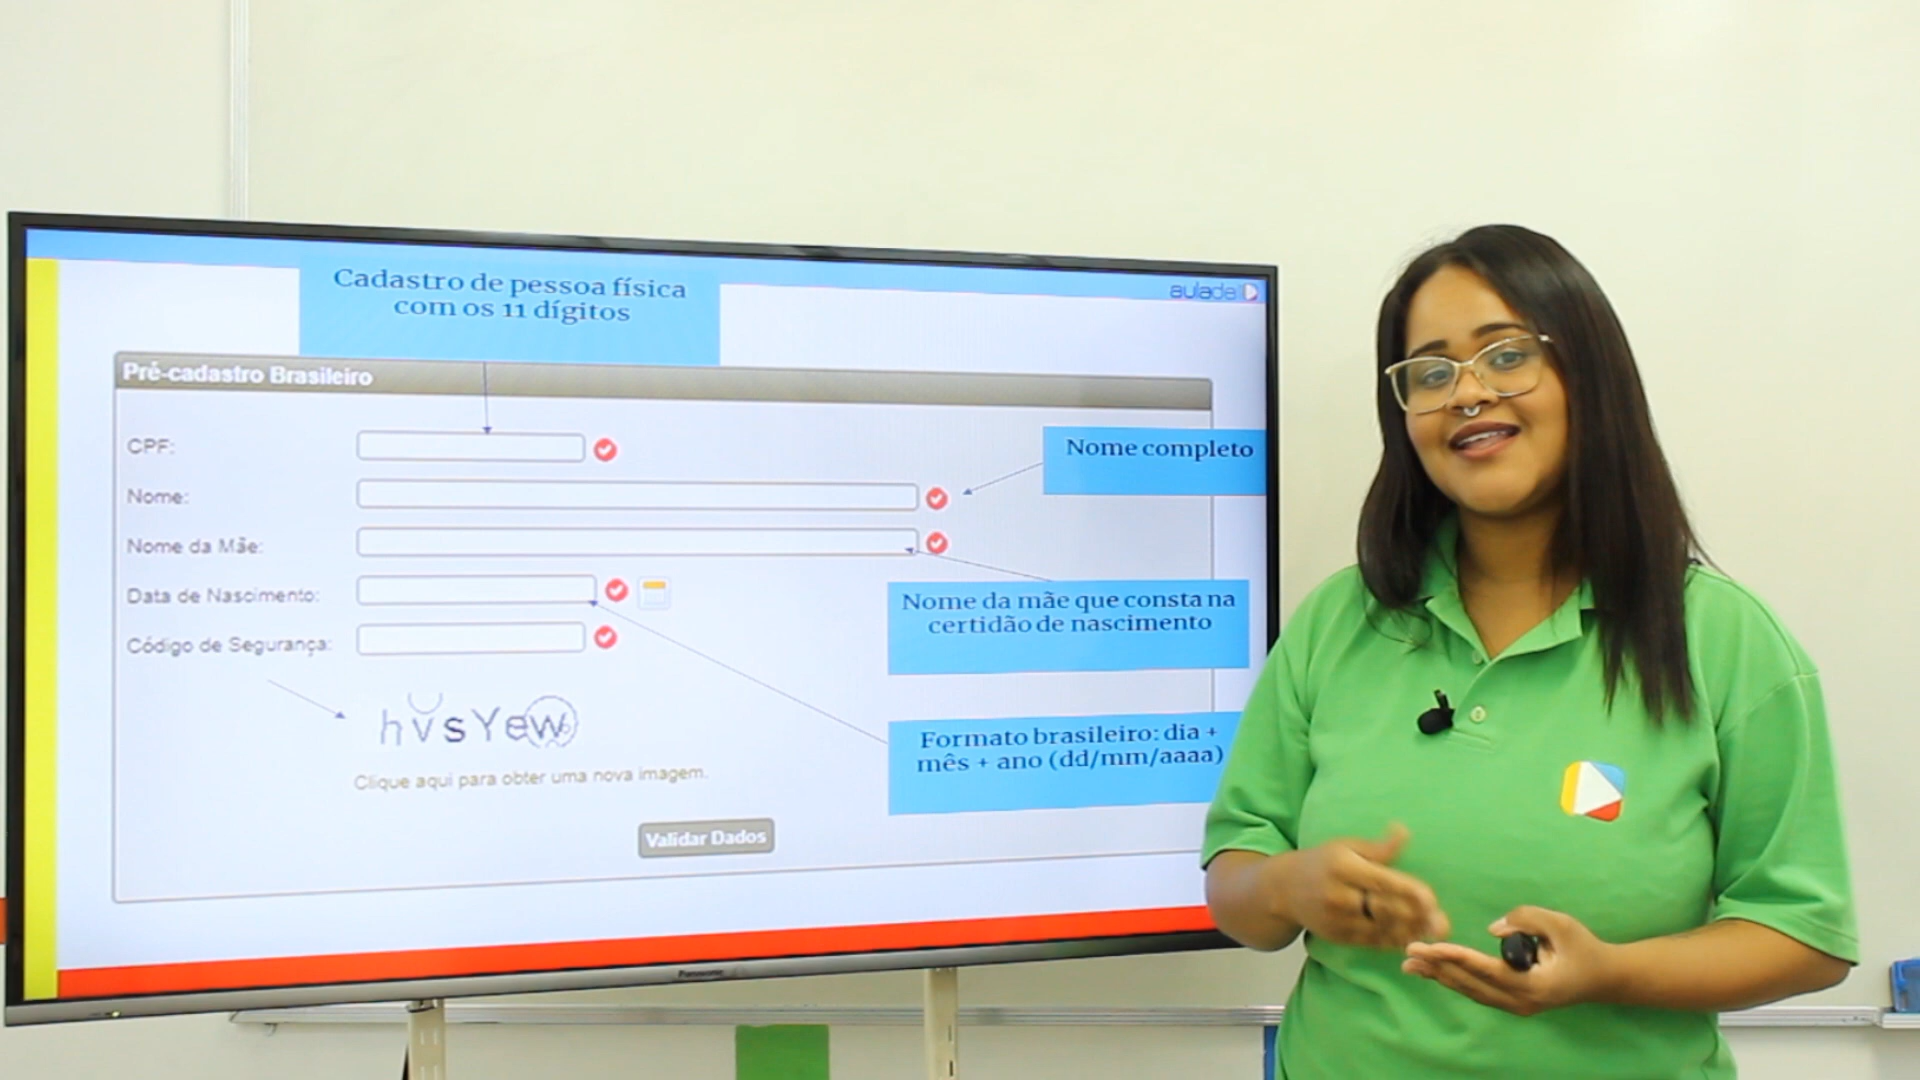 Cadastro de pessoa física
com os 11 dígitos
aulada
Pré-cadastro Brasileiro
CPF:
Nome completo
Nome:
Nome da Mãe:
Nome da mãe que consta na
certidão de nascimento
Data de Nascimento:
Código de Segurança:
hvsYew
Formato brasileiro: dia +
mês + ano (dd/mm/aaaa)
Clique aqui para obter uma nova imagem.
Validar Dados
Panasonic